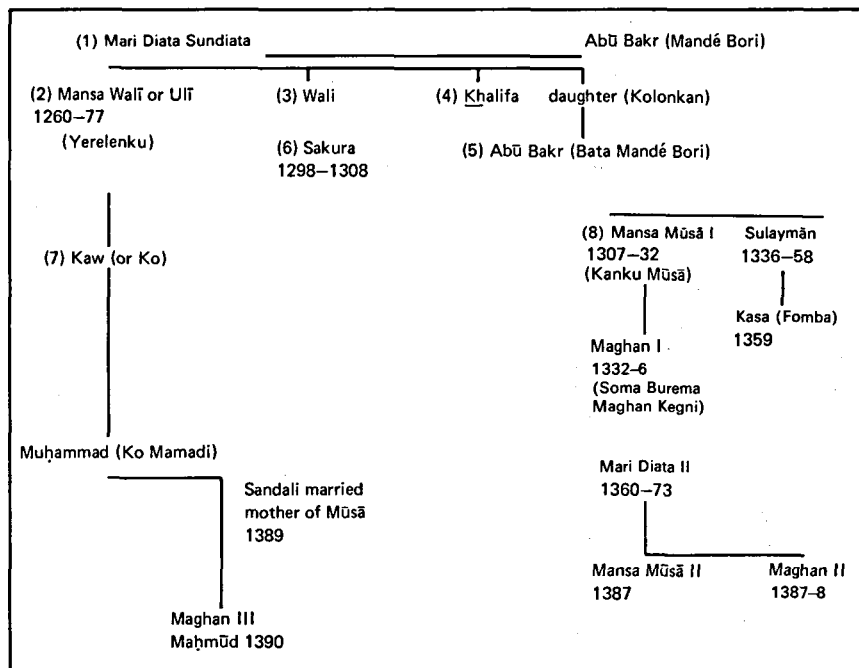 (1) Mari Diata Sundiata
Abū Bakr (Mandé Bori)
(2) Mansa Walī or Ulī
1260–77
(Yerelenku)
(3) Wali
(4) Khalifa
daughter (Kolonkan)
(6) Sakura
1298–1308
(5) Abū Bakr (Bata Mandé Bori)
(7) Kaw (or Ko)
(8) Mansa Mūsā I
1307–32
(Kanku Mūsā)
Sulaymān
1336–58
Kasa (Fomba)
1359
Maghan I
1332-6
(Soma Burema
Maghan Kegni)
Muḥammad (Ko Mamadi)
Sandali married
mother of Mūsā
1389
Mari Diata II
1360–73
Mansa Mūsā II
1387
Maghan II
1387–8
Maghan III
Maḥmūd 1390